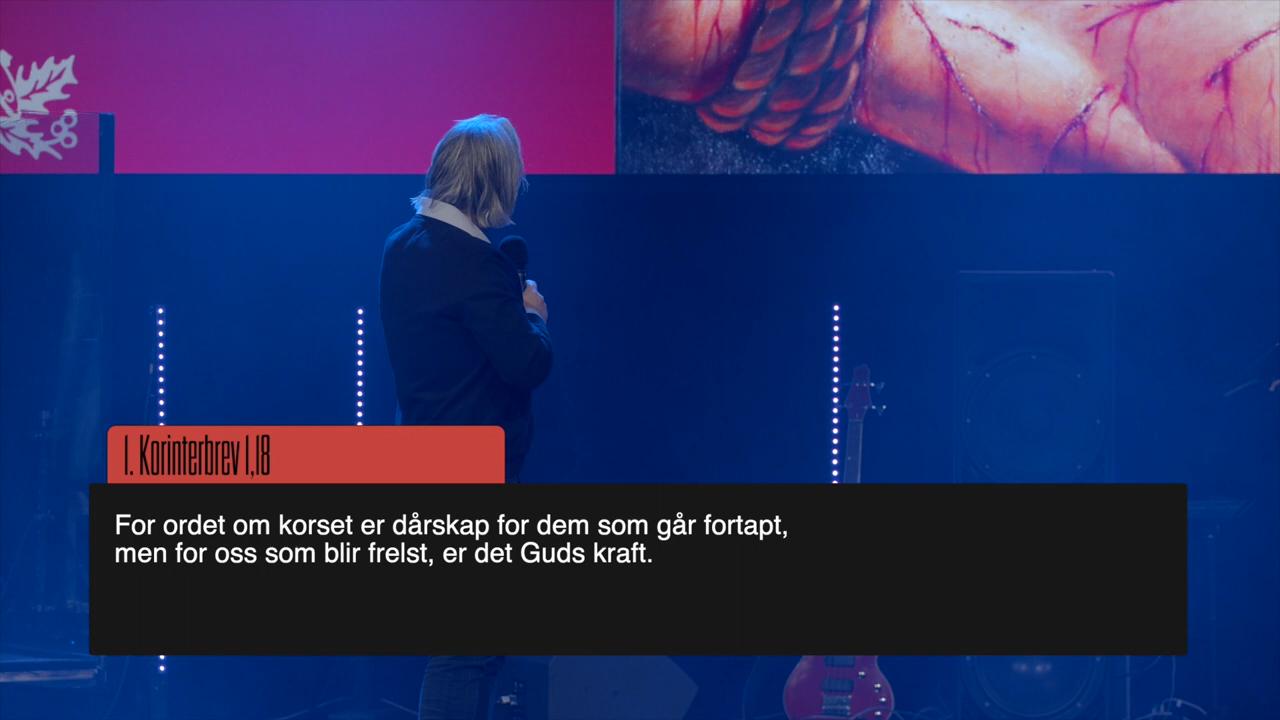 1. Korinterbrev 1,18
For ordet om korset er dårskap for dem som går fortapt,
men for oss som blir frelst, er det Guds kraft.